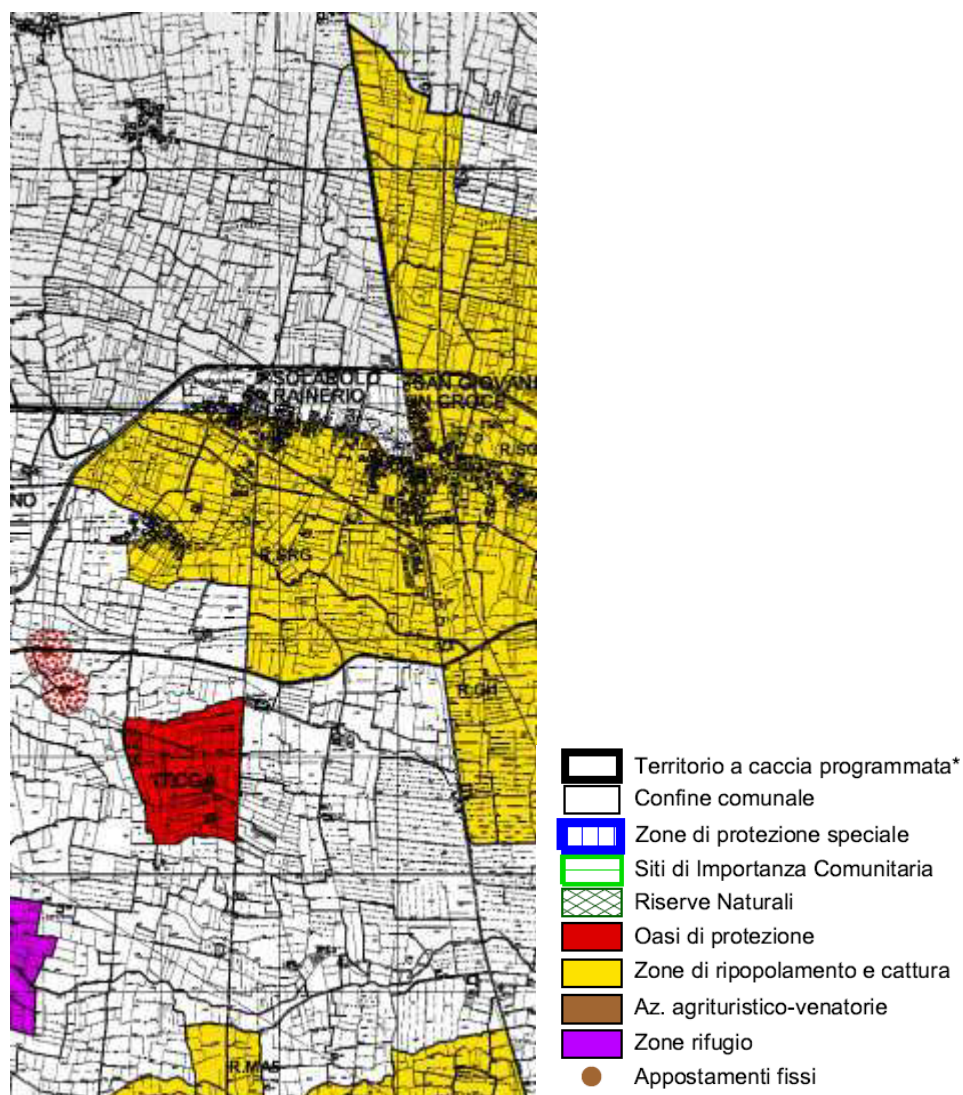 SOLAROLO
RAINERIO
SAN GIOVANNI
IN CROCE
R.SG
NO
R.GH
R.MAS
Territorio a caccia programmata*
Confine comunale
Zone di protezione speciale
Siti di Importanza Comunitaria
Riserve Naturali
Oasi di protezione
Zone di ripopolamento e cattura
Az. agrituristico-venatorie
Zone rifugio
Appostamenti fissi